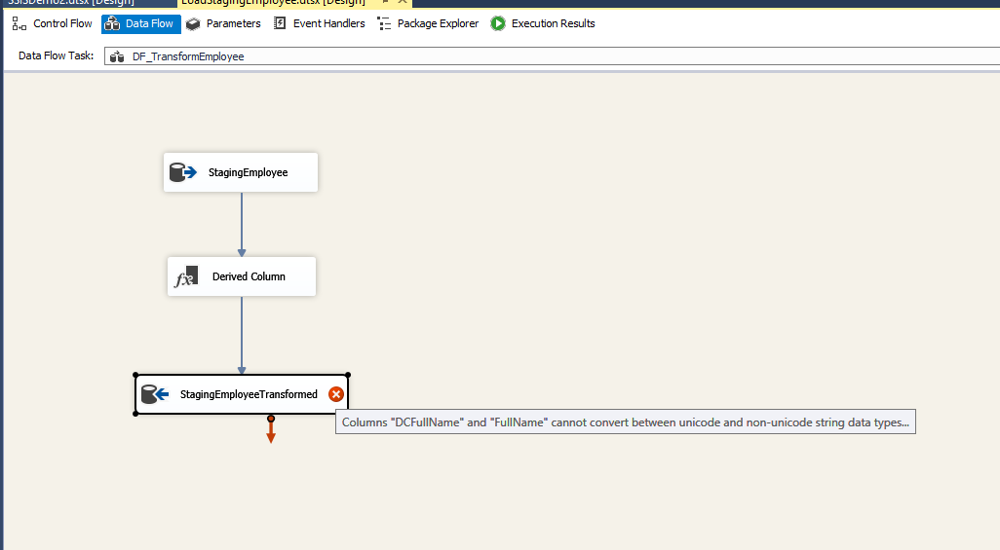 SSISDemo2.dtsx [Design]
LoadStagingEmployee.dtsx [Design]
Control Flow
Data Flow
Parameters
Event Handlers
Package Explorer
Execution Results
Data Flow Task:
DF_TransformEmployee
StagingEmployee
fx
Derived Column
StagingEmployeeTransformed
Columns "DCFullName" and "FullName" cannot convert between unicode and non-unicode string data types...